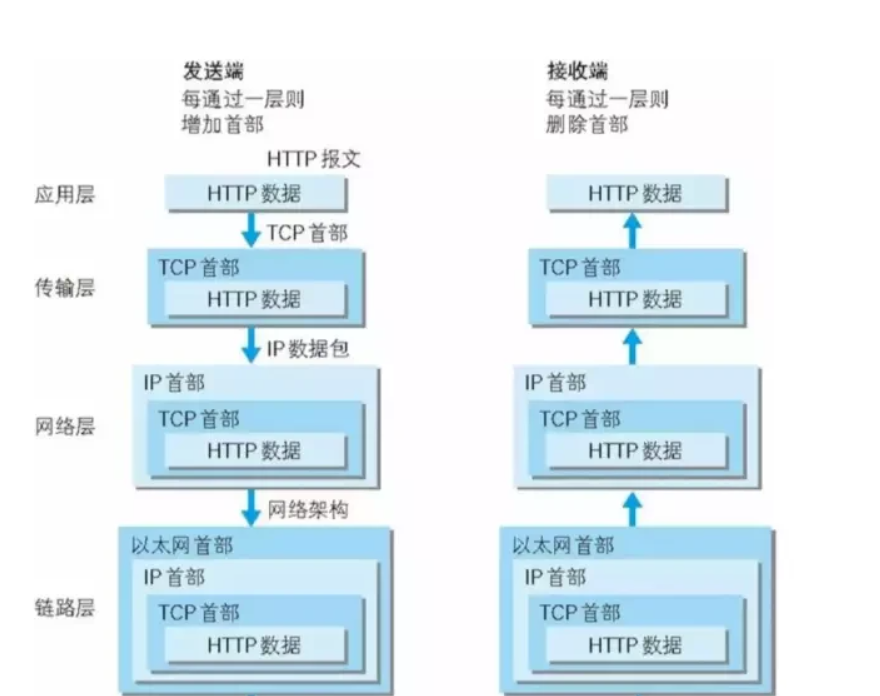 发送端
每通过一层则
增加首部
接收端
每通过一层则
删除首部
HTTP 报文
应用层
HTTP 数据
HTTP 数据
TCP 首部
传输层
TCP 首部
HTTP 数据
TCP 首部
HTTP 数据
IP 数据包
网络层
IP 首部
TCP 首部
HTTP 数据
IP 首部
TCP 首部
HTTP 数据
网络架构
链路层
以太网首部
IP 首部
TCP 首部
HTTP 数据
以太网首部
IP 首部
TCP 首部
HTTP 数据